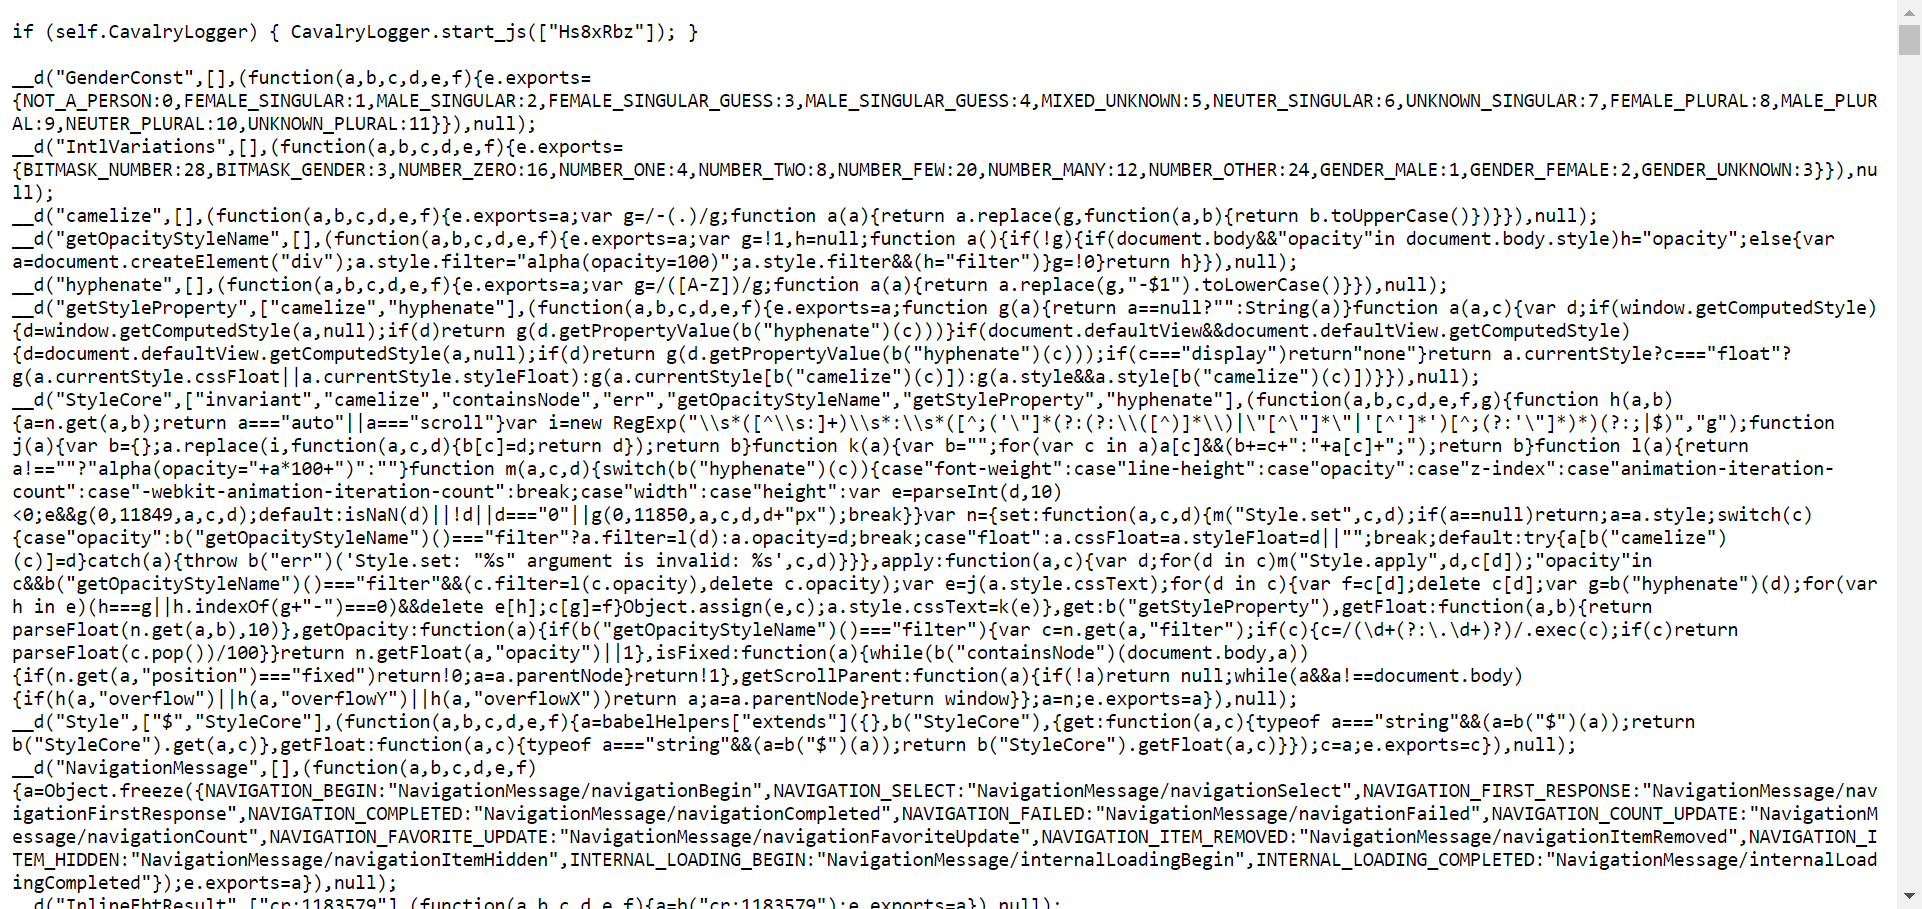 if (self.CavalryLogger) { CavalryLogger.start_js(["Hs8xRbz"]); }
__d("GenderConst",[],(function(a,b,c,d,e,f){e.exports=
{NOT_A_PERSON:0,FEMALE_SINGULAR:1,MALE_SINGULAR:2,FEMALE_SINGULAR_GUESS:3,MALE_SINGULAR_GUESS:4,MIXED_UNKNOWN:5,NEUTER_SINGULAR:6,UNKNOWN_SINGULAR:7,FEMALE_PLURAL:8,MALE_PLUR
AL:9,NEUTER_PLURAL:10,UNKNOWN_PLURAL:11}}),null);
__d("IntlVariations",[],(function(a,b,c,d,e,f){e.exports=
{BITMASK_NUMBER:28,BITMASK_GENDER:3,NUMBER_ZERO:16,NUMBER_ONE:4,NUMBER_TWO:8,NUMBER_FEW:20,NUMBER_MANY:12,NUMBER_OTHER:24,GENDER_MALE:1,GENDER_FEMALE:2,GENDER_UNKNOWN:3}}),nu
ll);
__d("camelize",[],(function(a,b,c,d,e,f){e.exports=a;var g=/-(.)/g;function a(a){return a.replace(g,function(a,b){return b.toUpperCase()})}}),null);
__d("getOpacityStyleName",[],(function(a,b,c,d,e,f){e.exports=a;var g=!1,h=null;function a(){if(!g){if(document.body&&"opacity"in document.body.style)h="opacity";else{var
a=document.createElement("div");a.style.filter="alpha(opacity=100)";a.style.filter&&(h="filter")}g=!0}return h}}),null);
__d("hyphenate",[],(function(a,b,c,d,e,f){e.exports=a;var g=/([A-Z])/g;function a(a){return a.replace(g,"-$1").toLowerCase()}}),null);
__d("getStyleProperty",["camelize","hyphenate"],(function(a,b,c,d,e,f){e.exports=a;function g(a){return a==null?"":String(a)}function a(a,c){var d;if(window.getComputedStyle)
{d=window.getComputedStyle(a,null);if(d)return g(d.getPropertyValue(b("hyphenate")(c)))}if(document.defaultView&&document.defaultView.getComputedStyle)
{d=document.defaultView.getComputedStyle(a,null);if(d)return g(d.getPropertyValue(b("hyphenate")(c)));if(c==="display")return"none"}return a.currentStyle?c==="float"?
g(a.currentStyle.cssFloat||a.currentStyle.styleFloat):g(a.currentStyle[b("camelize")(c)]):g(a.style&&a.style[b("camelize")(c)])}}),null);
__d("StyleCore",["invariant","camelize","containsNode","err","getOpacityStyleName","getStyleProperty","hyphenate"],(function(a,b,c,d,e,f,g){function h(a,b)
{a=n.get(a,b);return a==="auto"||a==="scroll"}var i=new RegExp("\\s*([^\\s:]+)\\s*:\\s*([^;('\"]*(?:(?:\\([^)]*\\)|\"[^\"]*\"|'[^']*')[^;(?:'\"]*)*)(?:;|$)","g");function
j(a){var b={};a.replace(i,function(a,c,d){b[c]=d;return d});return b}function k(a){var b="";for(var c in a)a[c]&&(b+=c+":"+a[c]+";");return b}function l(a){return
a!==""?"alpha(opacity="+a*100+")":""}function m(a,c,d){switch(b("hyphenate")(c)){case"font-weight":case"line-height":case"opacity":case"z-index":case"animation-iteration-
count":case"-webkit-animation-iteration-count":break;case"width":case"height":var e=parseInt(d,10)
<0;e&&g(0,11849,a,c,d);default:isNaN(d)||!d||d==="0"||g(0,11850,a,c,d,d+"px");break}}var n={set:function(a,c,d){m("Style.set",c,d);if(a==null)return;a=a.style;switch(c)
{case"opacity":b("getOpacityStyleName")()==="filter"?a.filter=l(d):a.opacity=d;break;case"float":a.cssFloat=a.styleFloat=d||"";break;default:try{a[b("camelize")
(c)]=d}catch(a){throw b("err")('Style.set: "%s" argument is invalid: %s',c,d)}}},apply:function(a,c){var d;for(d in c)m("Style.apply",d,c[d]);"opacity"in
c&&b("getOpacityStyleName")()==="filter"&&(c.filter=l(c.opacity),delete c.opacity);var e=j(a.style.cssText);for(d in c){var f=c[d];delete c[d];var g=b("hyphenate")(d);for(var
h in e)(h===g||h.indexOf(g+"-")===0)&&delete e[h];c[g]=f}Object.assign(e,c);a.style.cssText=k(e)},get:b("getStyleProperty"),getFloat:function(a,b){return
parseFloat(n.get(a,b),10)},getOpacity:function(a){if(b("getOpacityStyleName")()==="filter"){var c=n.get(a,"filter");if(c){c=/(\d+(?:\.\d+)?)/.exec(c);if(c)return
parseFloat(c.pop())/100}}return n.getFloat(a,"opacity")||1},isFixed:function(a){while(b("containsNode")(document.body,a))
{if(n.get(a,"position")==="fixed")return!0;a=a.parentNode}return!1},getScrollParent:function(a){if(!a)return null;while(a&&a!==document.body)
{if(h(a,"overflow")||h(a,"overflowY")||h(a,"overflowX"))return a;a=a.parentNode}return window}};a=n;e.exports=a}),null);
__d("Style",["$","StyleCore"],(function(a,b,c,d,e,f){a=babelHelpers["extends"]({},b("StyleCore"),{get:function(a,c){typeof a==="string"&&(a=b("$")(a));return
b("StyleCore").get(a,c)},getFloat:function(a,c){typeof a==="string"&&(a=b("$")(a));return b("StyleCore").getFloat(a,c)}});c=a;e.exports=c}),null);
__d("NavigationMessage",[],(function(a,b,c,d,e,f)
{a=Object.freeze({NAVIGATION_BEGIN:"NavigationMessage/navigationBegin",NAVIGATION_SELECT:"NavigationMessage/navigationSelect",NAVIGATION_FIRST_RESPONSE:"NavigationMessage/nav
igationFirstResponse",NAVIGATION_COMPLETED:"NavigationMessage/navigationCompleted",NAVIGATION_FAILED:"NavigationMessage/navigationFailed",NAVIGATION_COUNT_UPDATE:"NavigationM
essage/navigationCount",NAVIGATION_FAVORITE_UPDATE:"NavigationMessage/navigationFavoriteUpdate",NAVIGATION_ITEM_REMOVED:"NavigationMessage/navigationItemRemoved",NAVIGATION_I
TEM_HIDDEN:"NavigationMessage/navigationItemHidden",INTERNAL_LOADING_BEGIN:"NavigationMessage/internalLoadingBegin",INTERNAL_LOADING_COMPLETED:"NavigationMessage/internalLoad
ingCompleted"});e.exports=a}),null);
__d("InlineFbtResult",["cr:1183579"],(function(a,b,c,d,e,f){a=b("cr:1183579");e.exports=a}),null);